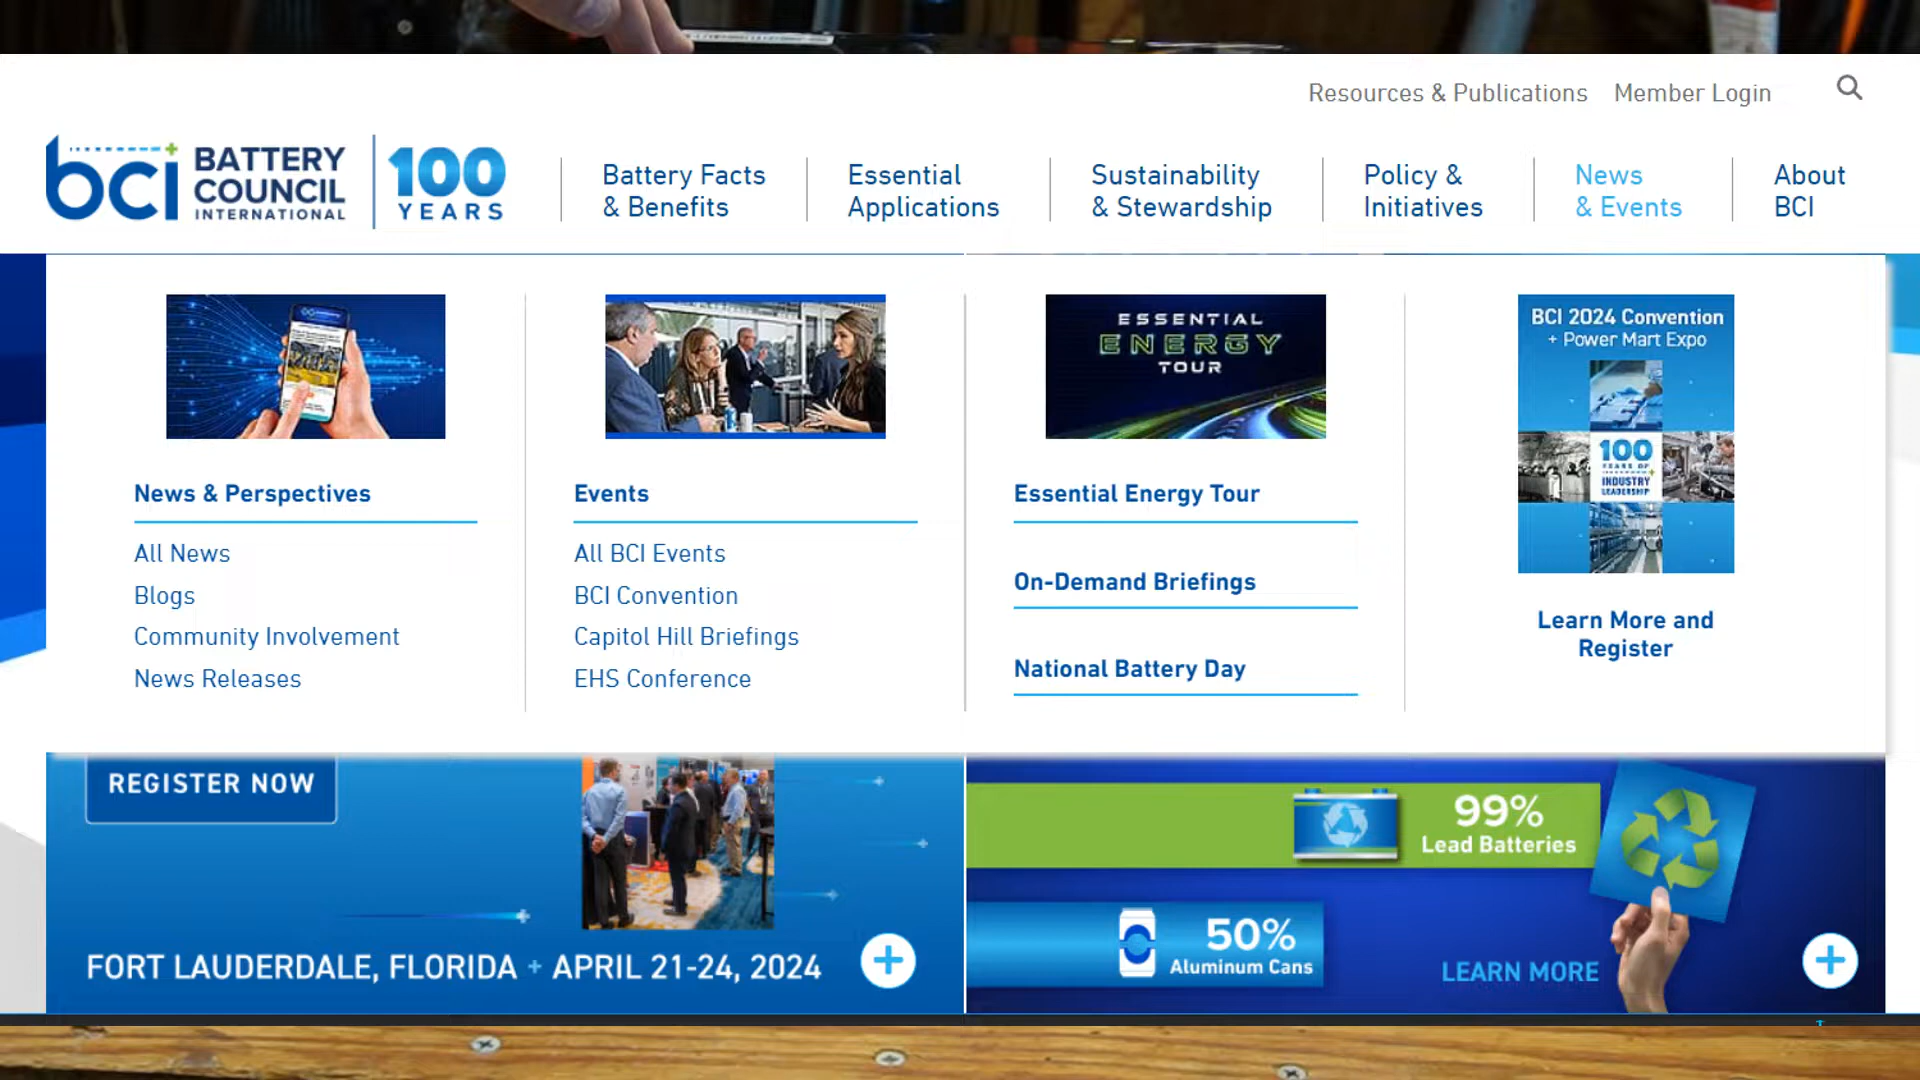 Resources & Publications Member Login
bci BATTERY COUNCIL INTERNATIONAL
100 YEARS
Battery Facts & Benefits
Essential Applications
Sustainability & Stewardship
Policy & Initiatives
News & Events
About BCI
ESSENTIAL
ENERGY
TOUR
BCI 2024 Convention
+ Power Mart Expo
100
YEARS OF
INDUSTRY
LEADERSHIP
News & Perspectives
All News
Blogs
Community Involvement
News Releases
Events
All BCI Events
BCI Convention
Capitol Hill Briefings
EHS Conference
Essential Energy Tour
On-Demand Briefings
National Battery Day
Learn More and
Register
REGISTER NOW
FORT LAUDERDALE, FLORIDA + APRIL 21-24, 2024
99%
Lead Batteries
50%
Aluminum Cans
LEARN MORE